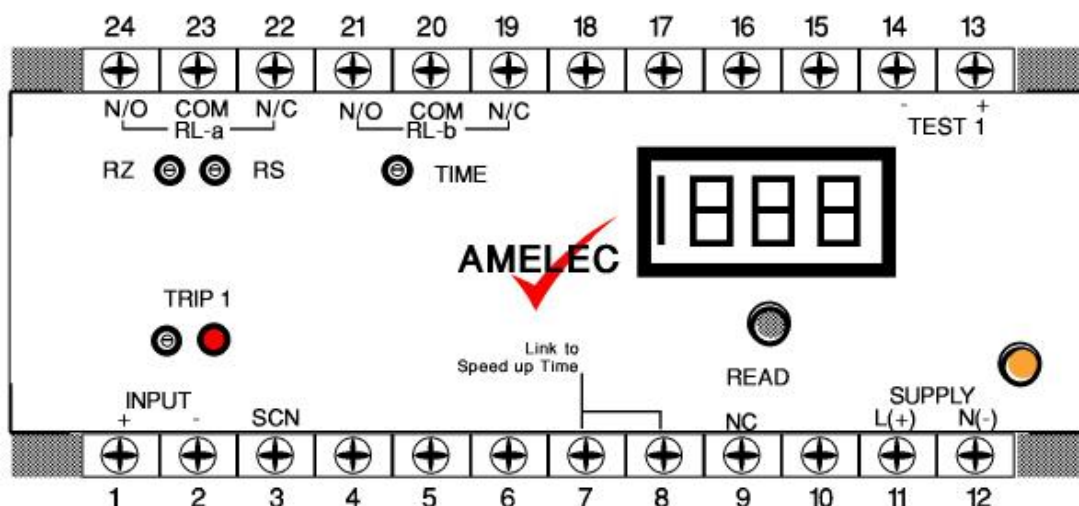 24 23 22 21 20 19 18 17 16 15 14 13
N/O COM N/C N/O COM N/C - +
RL-a RL-b TEST 1
RZ RS TIME
1888
AMELEC
TRIP 1
Link to
Speed up Time
READ
INPUT SUPPLY
+ - SCN NC L(+) N(-)
1 2 3 4 5 6 7 8 9 10 11 12